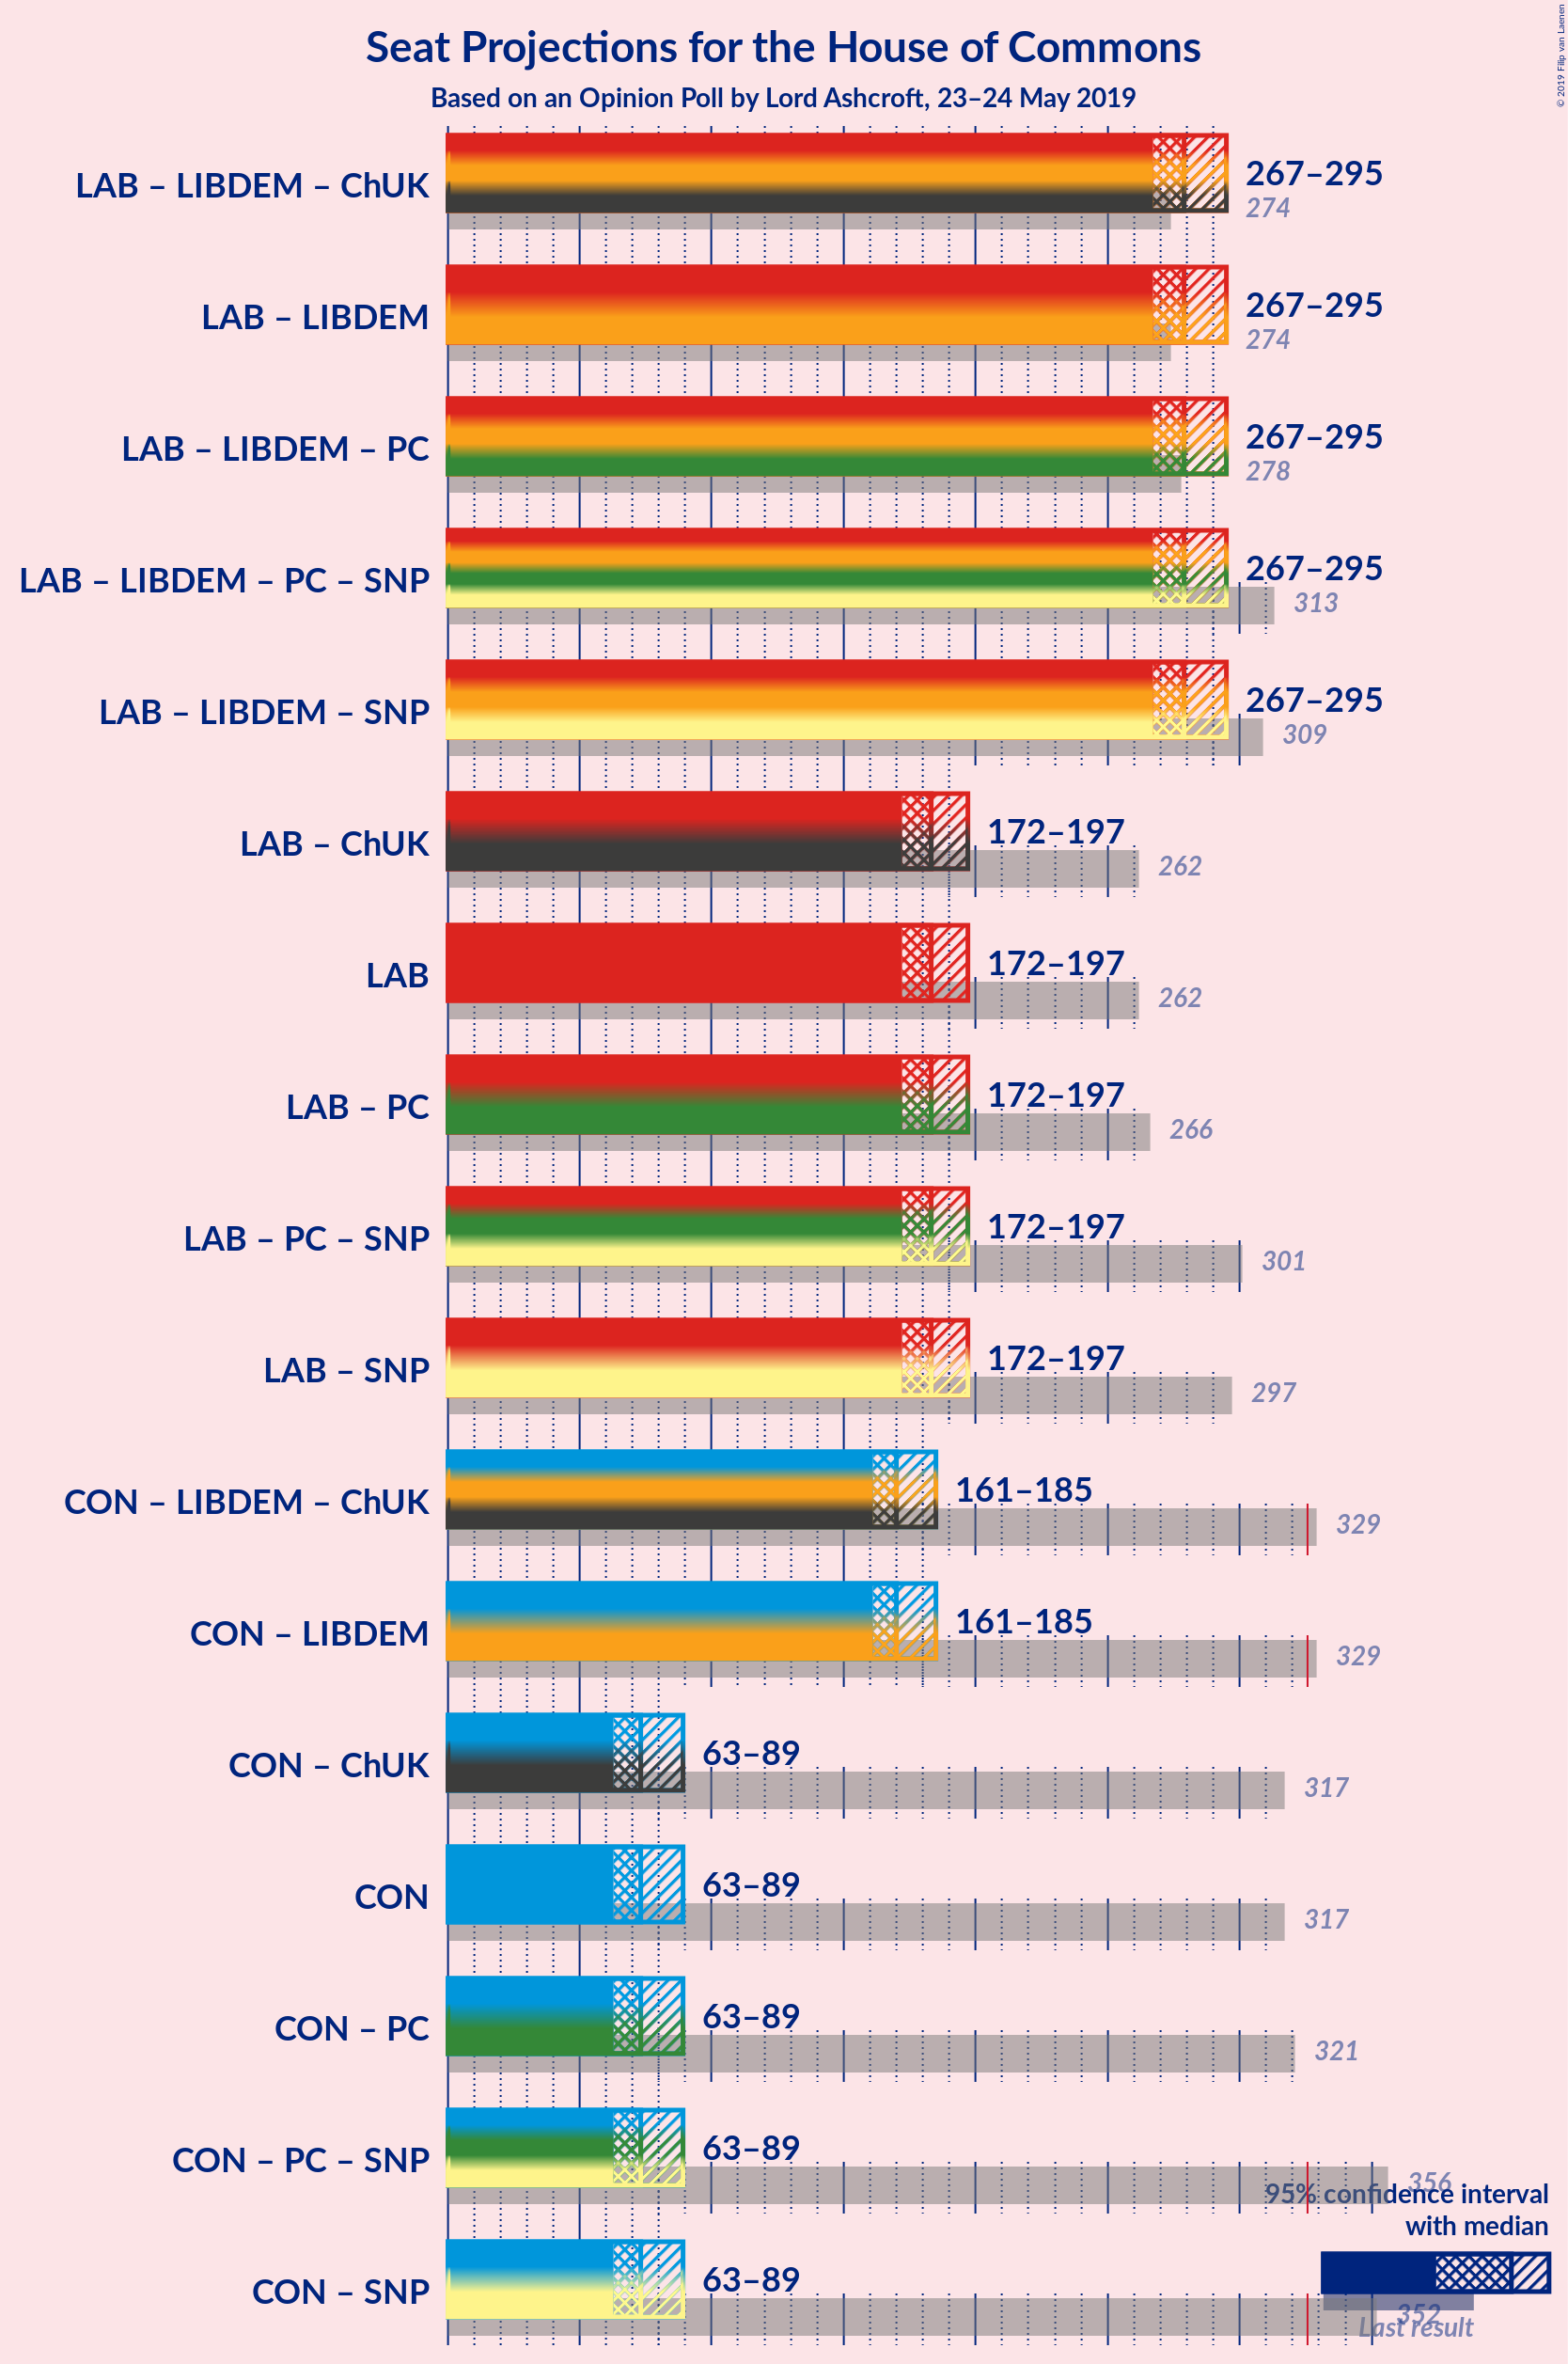 Seat Projections for the House of Commons
Based on an Opinion Poll by Lord Ashcroft, 23–24 May 2019
© 2019 Filip van Laenen
LAB – LIBDEM – ChUK
267–295
274
LAB – LIBDEM
267–295
274
LAB – LIBDEM – PC
267–295
278
LAB – LIBDEM – PC – SNP
267–295
313
LAB – LIBDEM – SNP
267–295
309
LAB – ChUK
172–197
262
LAB
172–197
262
LAB – PC
172–197
266
LAB – PC – SNP
172–197
301
LAB – SNP
172–197
297
CON – LIBDEM – ChUK
161–185
329
CON – LIBDEM
161–185
329
CON – ChUK
63–89
317
CON
63–89
317
CON – PC
63–89
321
CON – PC – SNP
63–89
356
95% confidence interval
with median
CON – SNP
63–89
352
Last result